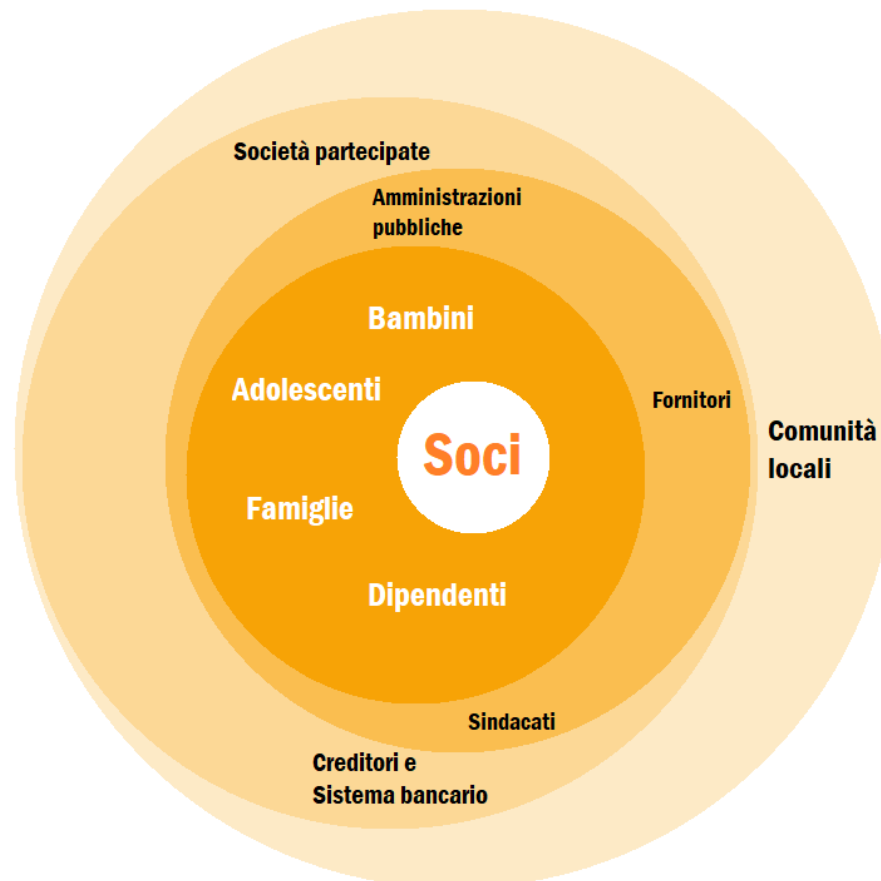 Società partecipate
Amministrazioni
pubbliche
Bambini
Adolescenti
Fornitori
Comunità
locali
Soci
Famiglie
Dipendenti
Sindacati
Creditori e
Sistema bancario